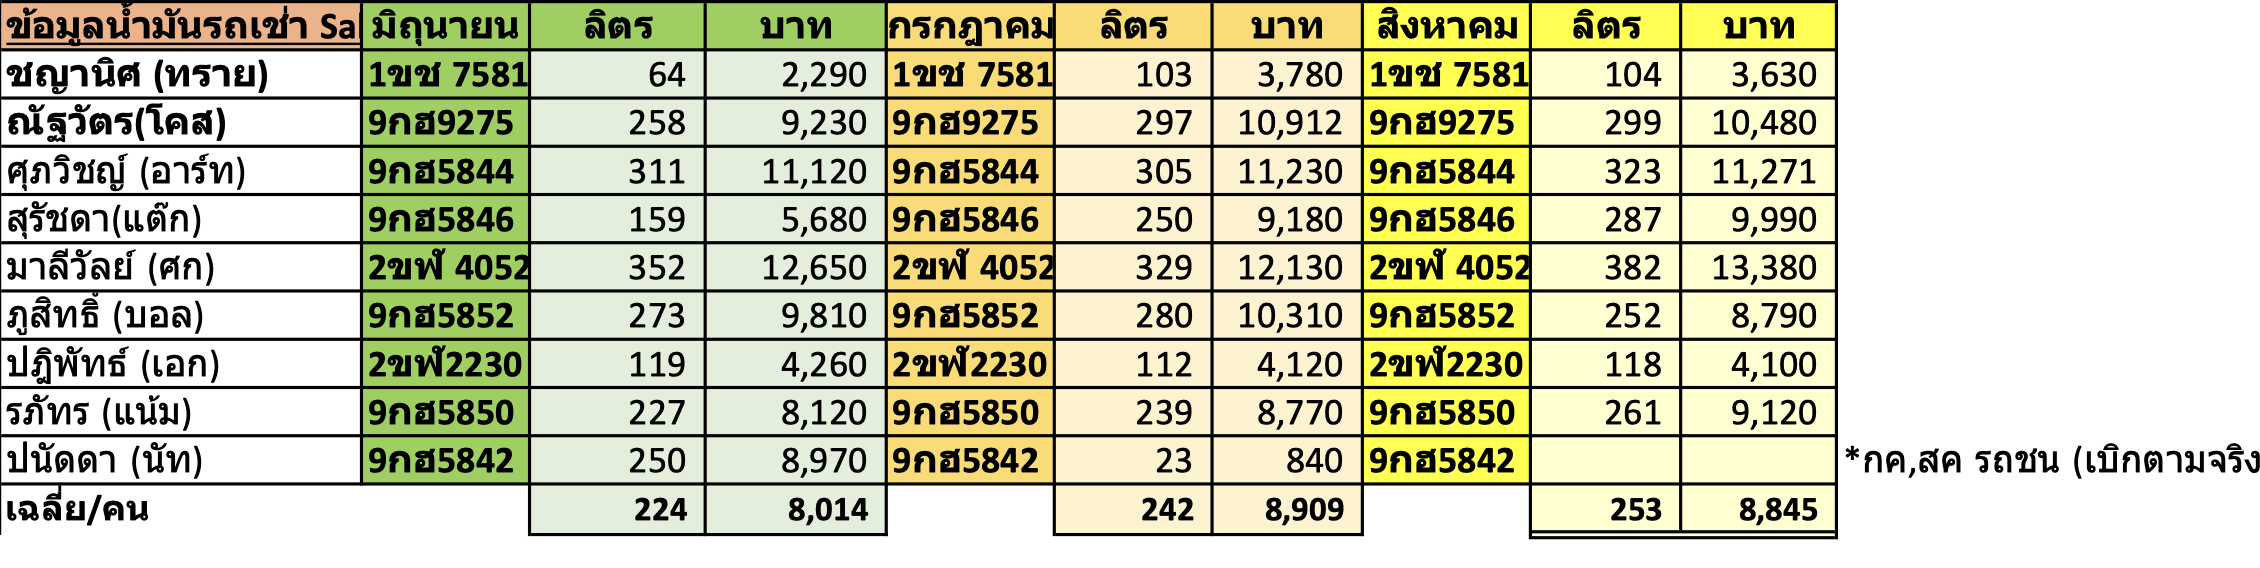 ข้อมูลน้ำมันรถเช่า Sal มิถุนายน ลิตร บาท กรกฎาคม ลิตร บาท สิงหาคม ลิตร บาท
ชญานิศ (ทราย) 1ขช 7581 64 2,290 1ขช 7581 103 3,780 1ขช 7581 104 3,630
ณัฐวัตร(โคส) 9กฮ9275 258 9,230 9กฮ9275 297 10,912 9กฮ9275 299 10,480
ศุภวิชญ์ (อาร์ท) 9กฮ5844 311 11,120 9กฮ5844 305 11,230 9กฮ5844 323 11,271
สุรัชดา(แต๊ก) 9กฮ5846 159 5,680 9กฮ5846 250 9,180 9กฮ5846 287 9,990
มาลีวัลย์ (ศก) 2ขฬ 4052 352 12,650 2ขฬ 4052 329 12,130 2ขฬ 4052 382 13,380
ภูสิทธิ์ (บอล) 9กฮ5852 273 9,810 9กฮ5852 280 10,310 9กฮ5852 252 8,790
ปฎิพัทธ์ (เอก) 2ขฬ2230 119 4,260 2ขฬ2230 112 4,120 2ขฬ2230 118 4,100
รภัทร (แน้ม) 9กฮ5850 227 8,120 9กฮ5850 239 8,770 9กฮ5850 261 9,120
ปนัดดา (นัท) 9กฮ5842 250 8,970 9กฮ5842 23 840 9กฮ5842 *กค,สค รถชน (เบิกตามจริง
เฉลี่ย/คน 224 8,014 242 8,909 253 8,845